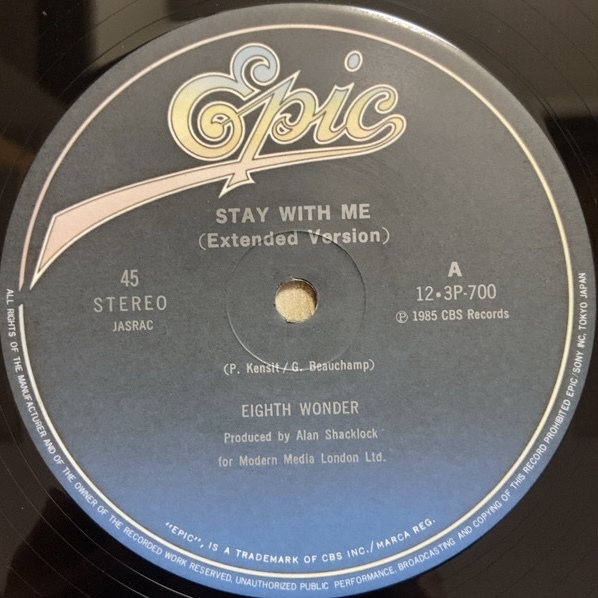 Epic
STAY WITH ME
(Extended Version)
45
STEREO
JASRAC
A
12•3P-700
Ⓟ 1985 CBS Records
(P. Kensit/G. Beauchamp)
EIGHTH WONDER
Produced by Alan Shacklock
for Modern Media London Ltd.
"EPIC", IS A TRADEMARK OF CBS INC./MARCA REG.
ALL RIGHTS OF THE MANUFACTURER AND OF THE OWNER OF THE RECORDED WORK RESERVED, UNAUTHORIZED PUBLIC PERFORMANCE, BROADCASTING AND COPYING OF THIS RECORD PROHIBITED EPIC/SONY INC. TOKYO JAPAN